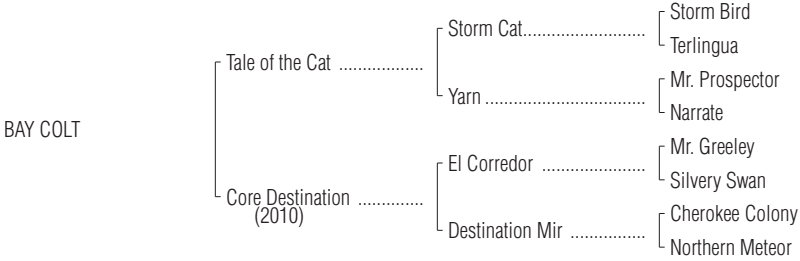 Storm Bird
Storm Cat..........................
Terlingua
Tale of the Cat ..................
Mr. Prospector
Yarn ..................................
Narrate
BAY COLT
Mr. Greeley
El Corredor ......................
Silvery Swan
Core Destination ..............
(2010)
Cherokee Colony
Destination Mir ................
Northern Meteor